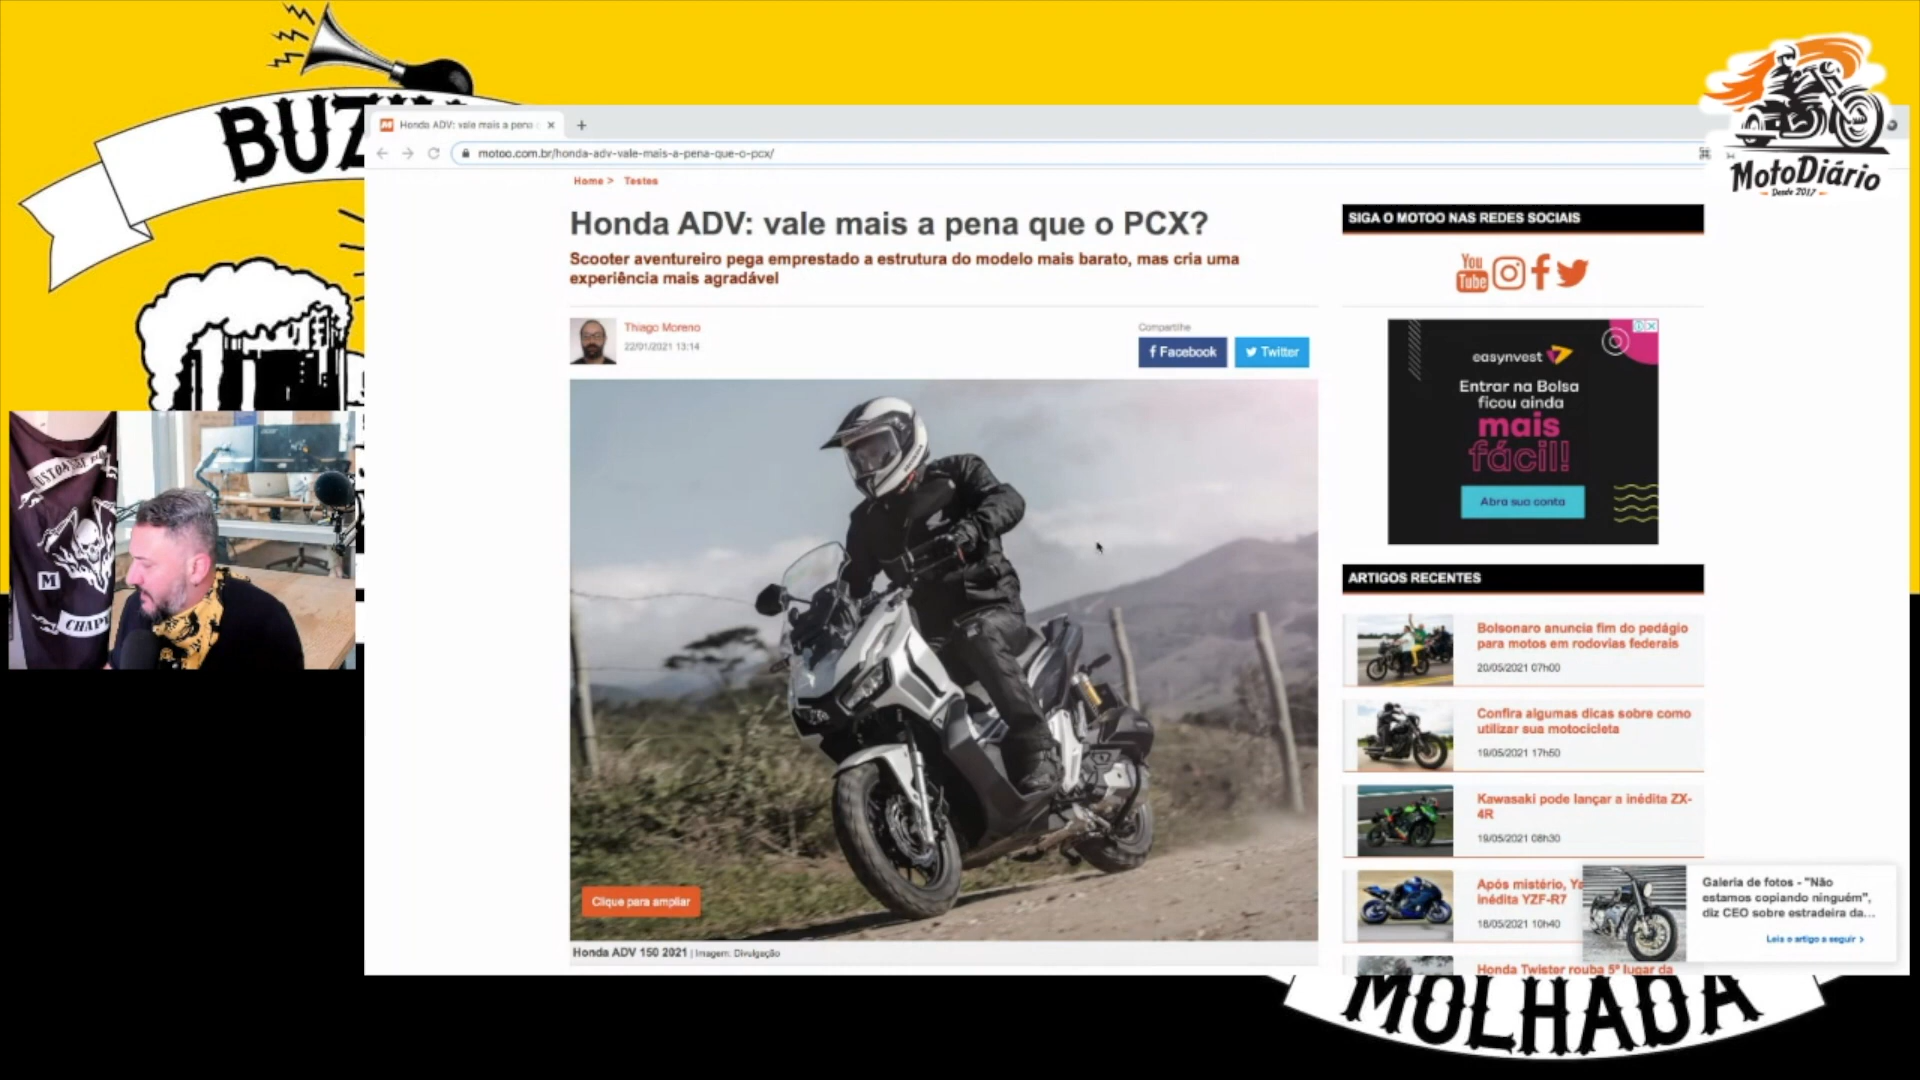 Honda ADV: vale mais a pena
motoo.com.br/honda-adv-vale-mais-a-pena-que-o-pcx/
MotoDiário
Desde 2017
Home > Testes
Honda ADV: vale mais a pena que o PCX?
Scooter aventureiro pega emprestado a estrutura do modelo mais barato, mas cria uma
experiência mais agradável
Thiago Moreno
22/01/2021 13:14
Compartilhe
Facebook
Twitter
Clique para ampliar
Honda ADV 150 2021 | Imagem: Divulgação
SIGA O MOTOO NAS REDES SOCIAIS
You
Tube
easynvest
Entrar na Bolsa
ficou ainda
mais
fácil!
Abra sua conta
ARTIGOS RECENTES
Bolsonaro anuncia fim do pedágio
para motos em rodovias federais
20/05/2021 07h00
Confira algumas dicas sobre como
utilizar sua motocicleta
19/05/2021 17h50
Kawasaki pode lançar a inédita ZX-
4R
19/05/2021 08h30
Após mistério, Ya
inédita YZF-R7
18/05/2021 10h40
Honda Twister rouba 5º lugar da
Galeria de fotos - "Não
estamos copiando ninguém",
diz CEO sobre estradeira da...
Leia o artigo a seguir >
M
CHAPE
MOLHADA